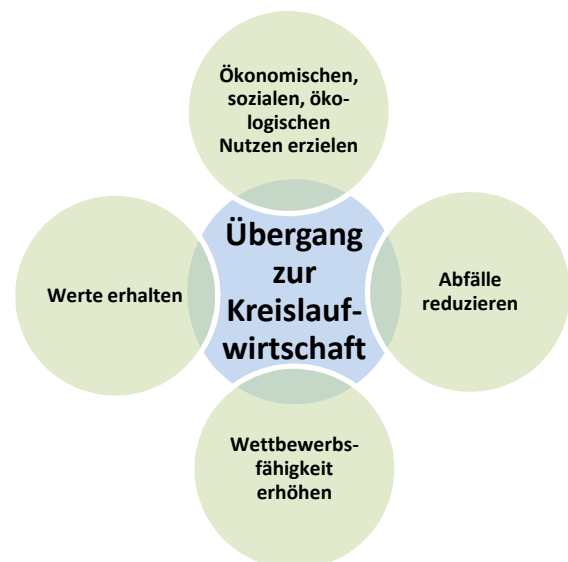 Ökonomischen,
sozialen, öko-
logischen
Nutzen erzielen
Werte erhalten
Übergang
zur
Kreislauf-
wirtschaft
Abfälle
reduzieren
Wettbewerbs-
fähigkeit
erhöhen